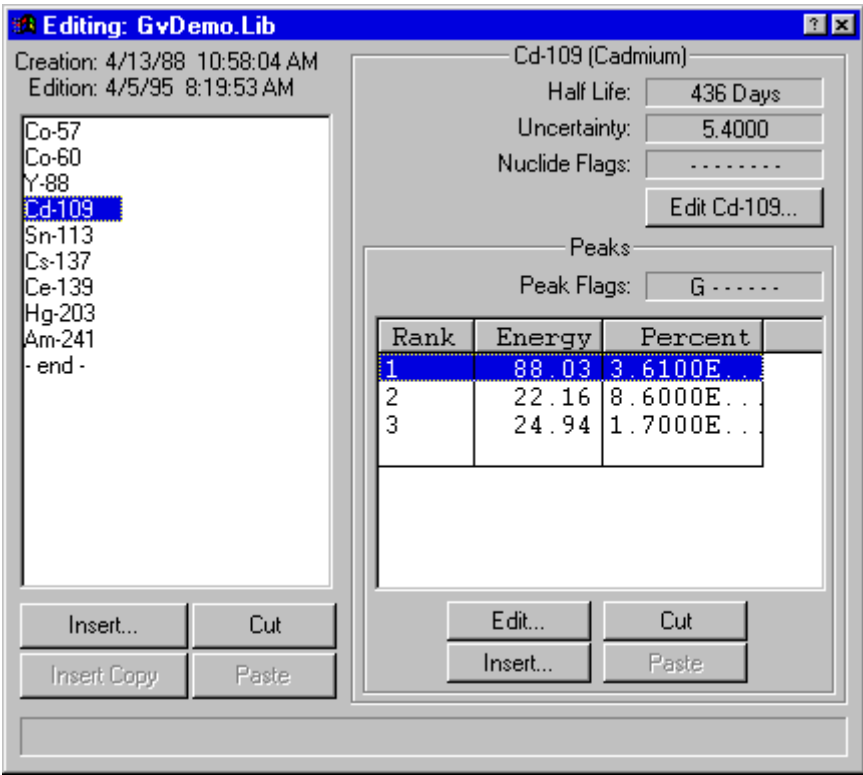 Editing: GvDemo.Lib
Creation: 4/13/88 10:58:04 AM
Edition: 4/5/95 8:19:53 AM
Co-57
Co-60
Y-88
Cd-109
Sn-113
Cs-137
Ce-139
Hg-203
Am-241
- end -
Insert... Cut
Insert Copy Paste
Cd-109 (Cadmium)
Half Life: 436 Days
Uncertainty: 5.4000
Nuclide Flags: - - - - - - - -
Edit Cd-109...
Peaks
Peak Flags: G - - - - - -
Rank Energy Percent
1 88.03 3.6100E...
2 22.16 8.6000E...
3 24.94 1.7000E...
Edit... Cut
Insert... Paste